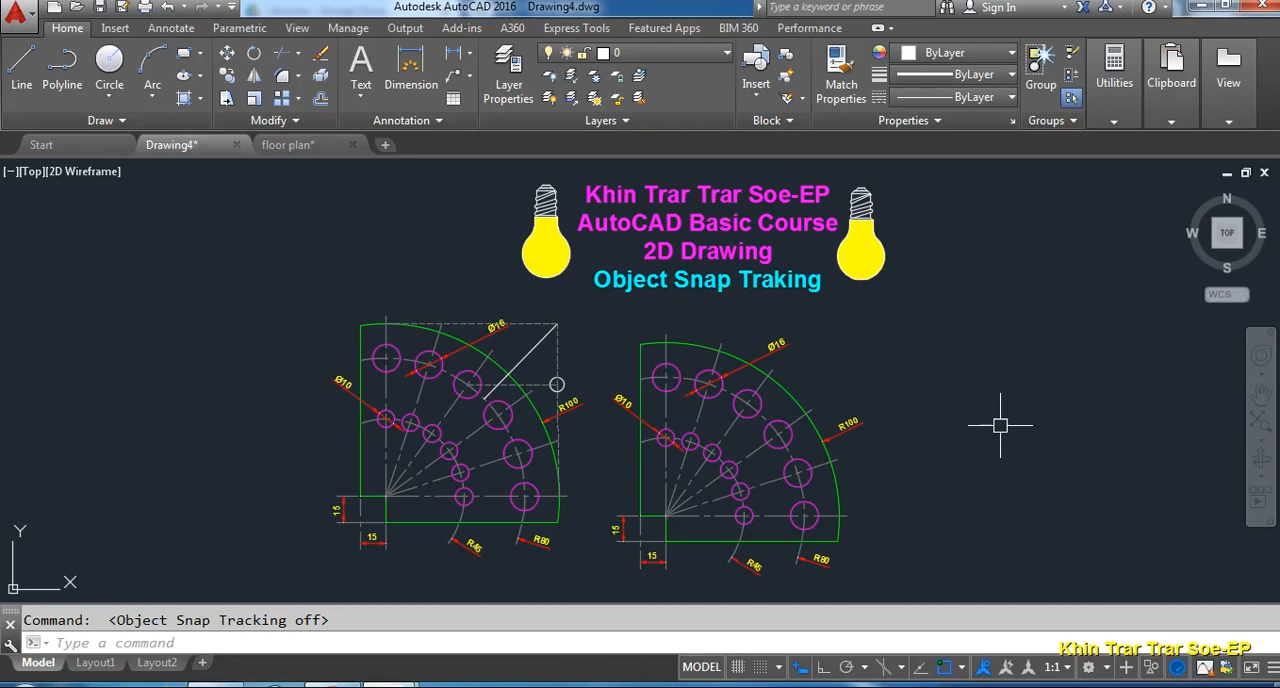 Autodesk AutoCAD 2016 Drawing4.dwg
Type a keyword or phrase
Sign In
Home Insert Annotate Parametric View Manage Output Add-ins A360 Express Tools Featured Apps BIM 360 Performance
Line Polyline Circle Arc
Text Dimension
Layer Properties
0
Insert
Match Properties
ByLayer
ByLayer
ByLayer
Group
Utilities
Clipboard
View
Draw Modify Annotation Layers Block Properties Groups
Start Drawing4* floor plan*
[−][Top][2D Wireframe]
Khin Trar Trar Soe-EP
AutoCAD Basic Course
2D Drawing
Object Snap Traking
N
W TOP E
S
WCS
Ø16
Ø10
R100
15
15
R46
R80
Ø16
Ø10
R100
15
15
R46
R80
Y
X
Command: <Object Snap Tracking off>
Type a command
Khin Trar Trar Soe-EP
Model Layout1 Layout2
MODEL
1:1